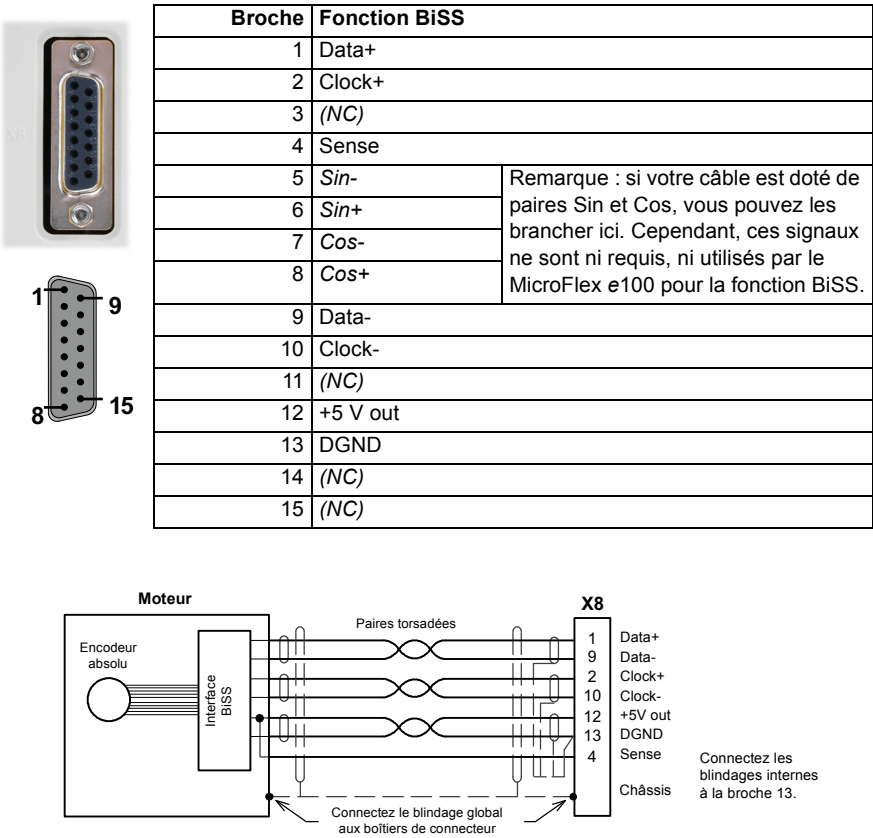 Broche Fonction BiSS
1 Data+
2 Clock+
3 (NC)
4 Sense
5 Sin-
6 Sin+
7 Cos-
8 Cos+
Remarque : si votre câble est doté de
paires Sin et Cos, vous pouvez les
brancher ici. Cependant, ces signaux
ne sont ni requis, ni utilisés par le
MicroFlex e100 pour la fonction BiSS.
9 Data-
10 Clock-
11 (NC)
12 +5 V out
13 DGND
14 (NC)
15 (NC)
X8
1
9
8
15
Moteur
X8
Paires torsadées
Encodeur
absolu
Interface
BiSS
1 Data+
9 Data-
2 Clock+
10 Clock-
12 +5V out
13 DGND
4 Sense
Châssis
Connectez les
blindages internes
à la broche 13.
Connectez le blindage global
aux boîtiers de connecteur